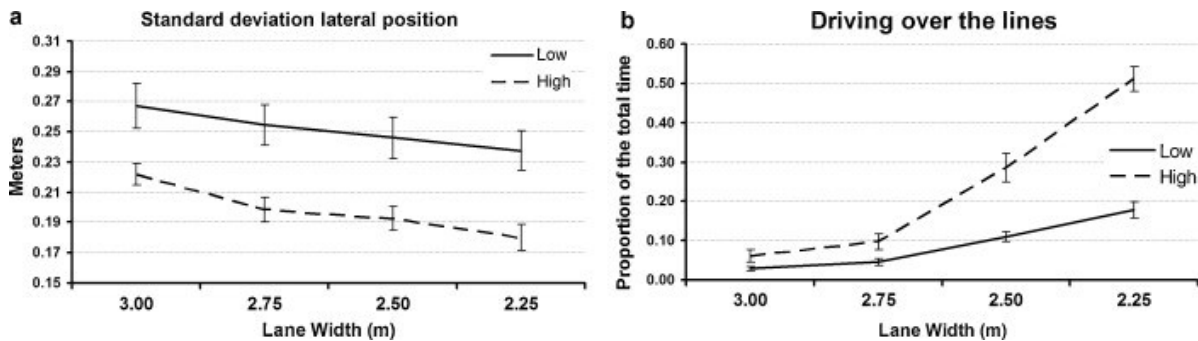 a
Standard deviation lateral position
Meters
0.31
0.29
0.27
0.25
0.23
0.21
0.19
0.17
0.15
Low
High
3.00 2.75 2.50 2.25
Lane Width (m)
b
Driving over the lines
Proportion of the total time
0.60
0.50
0.40
0.30
0.20
0.10
0.00
Low
High
3.00 2.75 2.50 2.25
Lane Width (m)